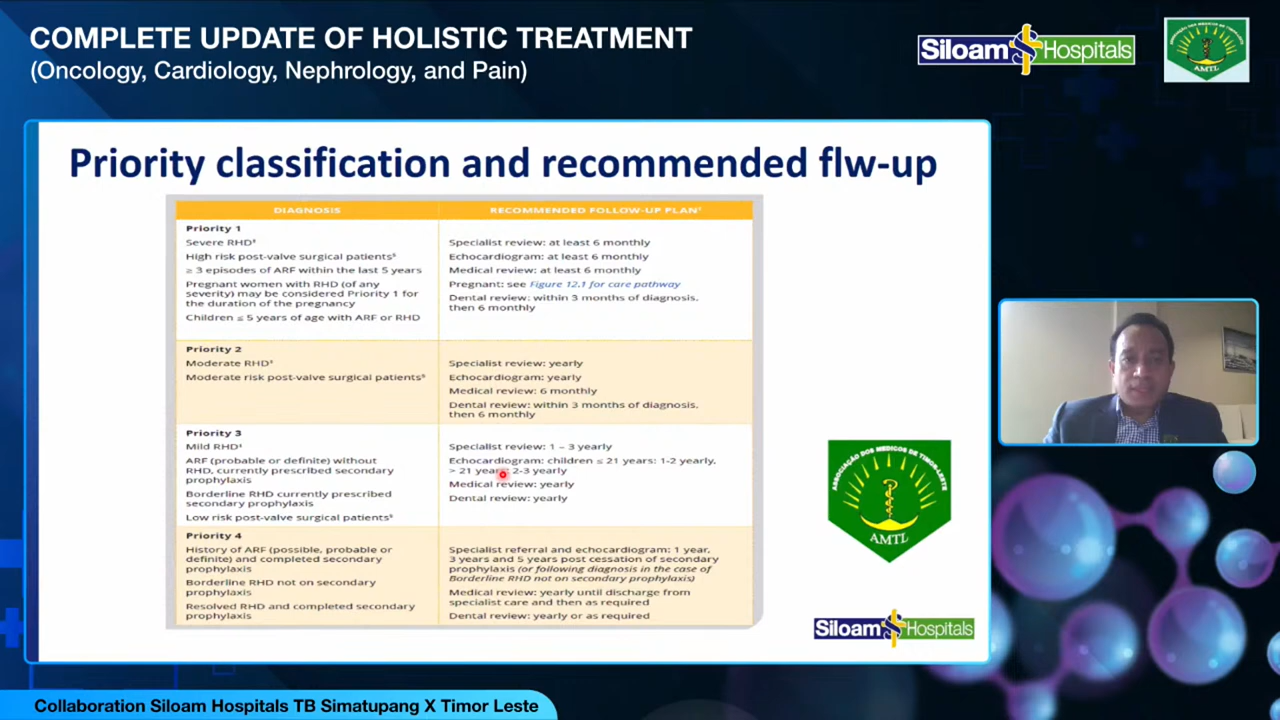 COMPLETE UPDATE OF HOLISTIC TREATMENT
(Oncology, Cardiology, Nephrology, and Pain)
Siloam Hospitals
AMTL
Priority classification and recommended flw-up
DIAGNOSIS
RECOMMENDED FOLLOW-UP PLAN
Priority 1
Severe RHD
High risk post-valve surgical patients
≥ 3 episodes of ARF within the last 5 years
Pregnant women with RHD (of any
severity) may be considered Priority 1 for
the duration of the pregnancy
Children ≤ 5 years of age with ARF or RHD
Specialist review: at least 6 monthly
Echocardiogram: at least 6 monthly
Medical review: at least 6 monthly
Pregnant: see Figure 12.1 for care pathway
Dental review: within 3 months of diagnosis,
then 6 monthly
Priority 2
Moderate RHD
Moderate risk post-valve surgical patients
Specialist review: yearly
Echocardiogram: yearly
Medical review: 6 monthly
Dental review: within 3 months of diagnosis,
then 6 monthly
Priority 3
Mild RHD
ARF (probable or definite) without
RHD, currently prescribed secondary
prophylaxis
Borderline RHD currently prescribed
secondary prophylaxis
Low risk post-valve surgical patients
Specialist review: 1 – 3 yearly
Echocardiogram: children ≤ 21 years: 1-2 yearly,
> 21 years 2-3 yearly
Medical review: yearly
Dental review: yearly
Priority 4
History of ARF (possible, probable or
definite) and completed secondary
prophylaxis
Borderline RHD not on secondary
prophylaxis
Resolved RHD and completed secondary
prophylaxis
Specialist referral and echocardiogram: 1 year,
3 years and 5 years post cessation of secondary
prophylaxis (or following diagnosis in the case of
Borderline RHD not on secondary prophylaxis)
Medical review: yearly until discharge from
specialist care and then as required
Dental review: yearly or as required
ASSOCIAÇÃO DOS MEDICOS DE TIMOR-LESTE
AMTL
Siloam Hospitals
Collaboration Siloam Hospitals TB Simatupang X Timor Leste